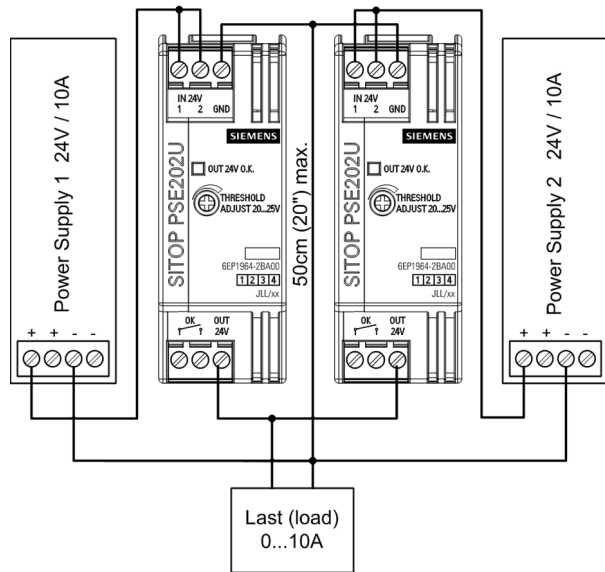 Power Supply 1 24V / 10A
+ + - -
IN 24V
1 2 GND
SIEMENS
SITOP PSE202U
OUT 24V O.K.
THRESHOLD
ADJUST 20...25V
6EP1964-2BA00
1 2 3 4
JLL/xx
OK OUT
24V
50cm (20") max.
IN 24V
1 2 GND
SIEMENS
SITOP PSE202U
OUT 24V O.K.
THRESHOLD
ADJUST 20...25V
6EP1964-2BA00
1 2 3 4
JLL/xx
OK OUT
24V
Power Supply 2 24V / 10A
+ + - -
Last (load)
0...10A